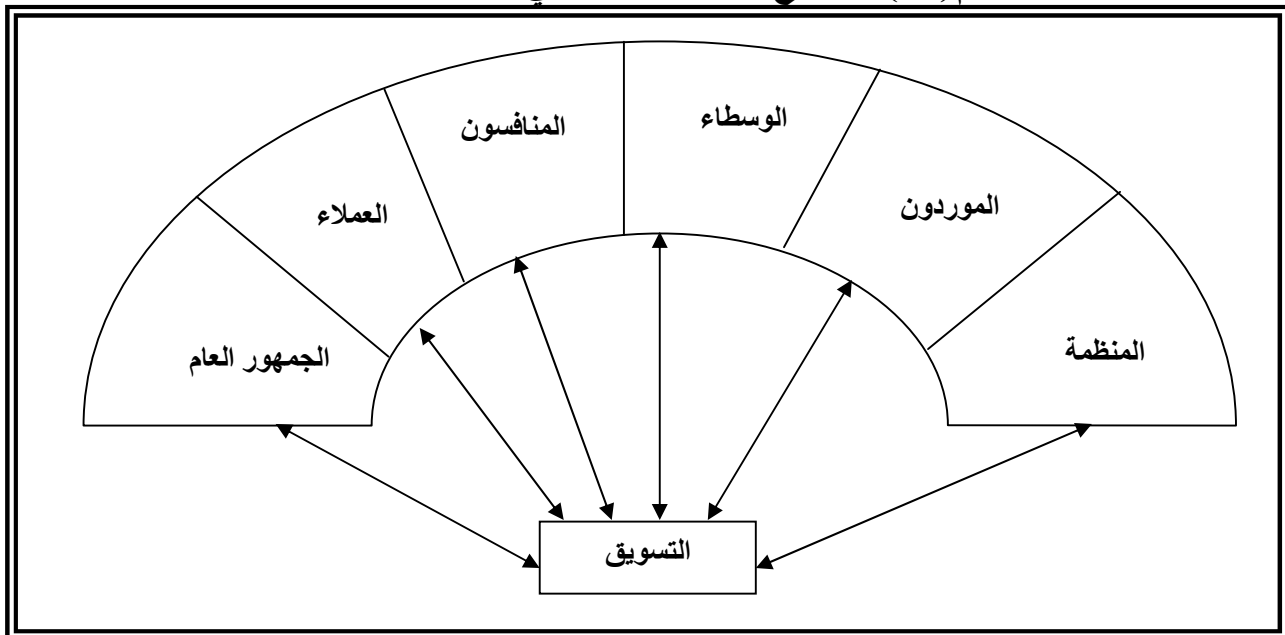 الوسطاء
المنافسون
الموردون
العملاء
المنظمة
الجمهور العام
التسويق